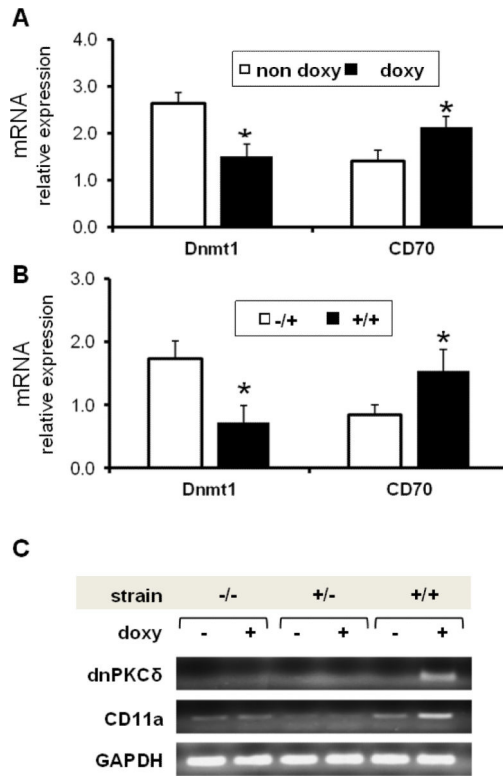 A
4.0
3.0
2.0
1.0
0.0
mRNA
relative expression
non doxy doxy
*
*
Dnmt1 CD70
B
3.0
2.0
1.0
0.0
mRNA
relative expression
-/+ +/+
*
*
Dnmt1 CD70
C
strain -/- +/- +/+
doxy - + - + - +
dnPKCδ
CD11a
GAPDH